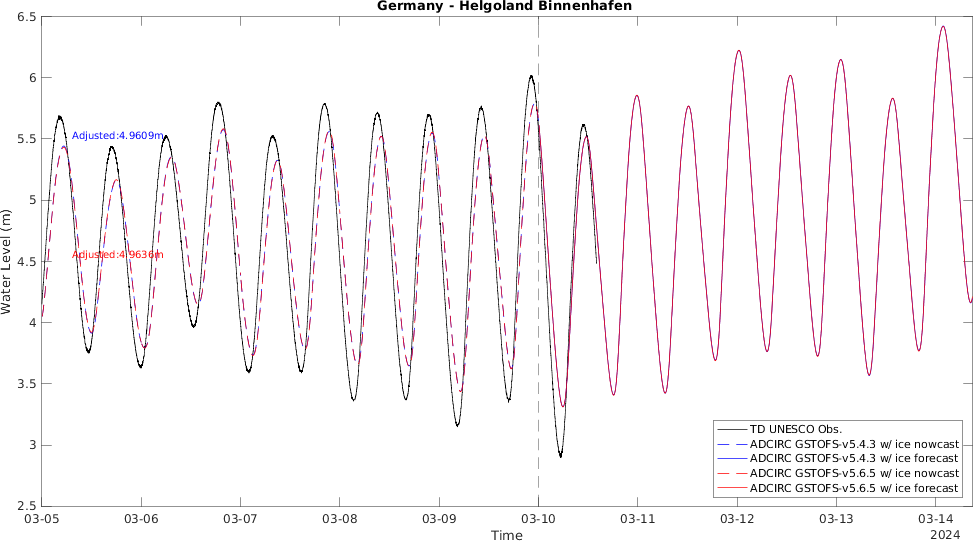 Germany - Helgoland Binnenhafen
6.5
6
5.5
5
4.5
4
3.5
3
2.5
Water Level (m)
Adjusted:4.9609m
Adjusted:4.9636m
TD UNESCO Obs.
ADCIRC GSTOFS-v5.4.3 w/ ice nowcast
ADCIRC GSTOFS-v5.4.3 w/ ice forecast
ADCIRC GSTOFS-v5.6.5 w/ ice nowcast
ADCIRC GSTOFS-v5.6.5 w/ ice forecast
03-05 03-06 03-07 03-08 03-09 03-10 03-11 03-12 03-13 03-14
Time
2024